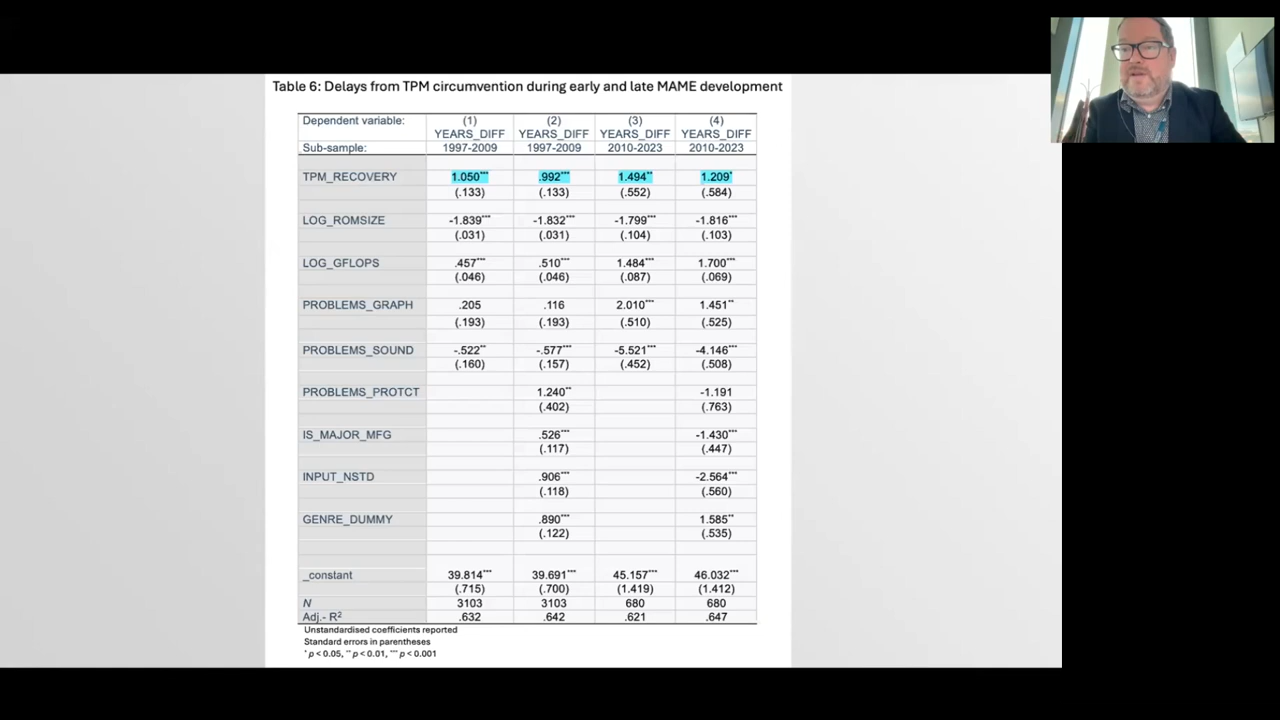 Table 6: Delays from TPM circumvention during early and late MAME development
Dependent variable: (1) (2) (3) (4)
YEARS_DIFF YEARS_DIFF YEARS_DIFF YEARS_DIFF
Sub-sample: 1997-2009 1997-2009 2010-2023 2010-2023
TPM_RECOVERY 1.050*** .992*** 1.494** 1.209*
(.133) (.133) (.552) (.584)
LOG_ROMSIZE -1.839*** -1.832*** -1.799*** -1.816***
(.031) (.031) (.104) (.103)
LOG_GFLOPS .457*** .510*** 1.484*** 1.700***
(.046) (.046) (.087) (.069)
PROBLEMS_GRAPH .205 .116 2.010*** 1.451**
(.193) (.193) (.510) (.525)
PROBLEMS_SOUND -.522** -.577*** -5.521*** -4.146***
(.160) (.157) (.452) (.508)
PROBLEMS_PROTCT 1.240** -1.191
(.402) (.763)
IS_MAJOR_MFG .526*** -1.430***
(.117) (.447)
INPUT_NSTD .906*** -2.564***
(.118) (.560)
GENRE_DUMMY .890*** 1.585**
(.122) (.535)
_constant 39.814*** 39.691*** 45.157*** 46.032***
(.715) (.700) (1.419) (1.412)
N 3103 3103 680 680
Adj.- R² .632 .642 .621 .647
Unstandardised coefficients reported
Standard errors in parentheses
* p < 0.05, ** p < 0.01, *** p < 0.001